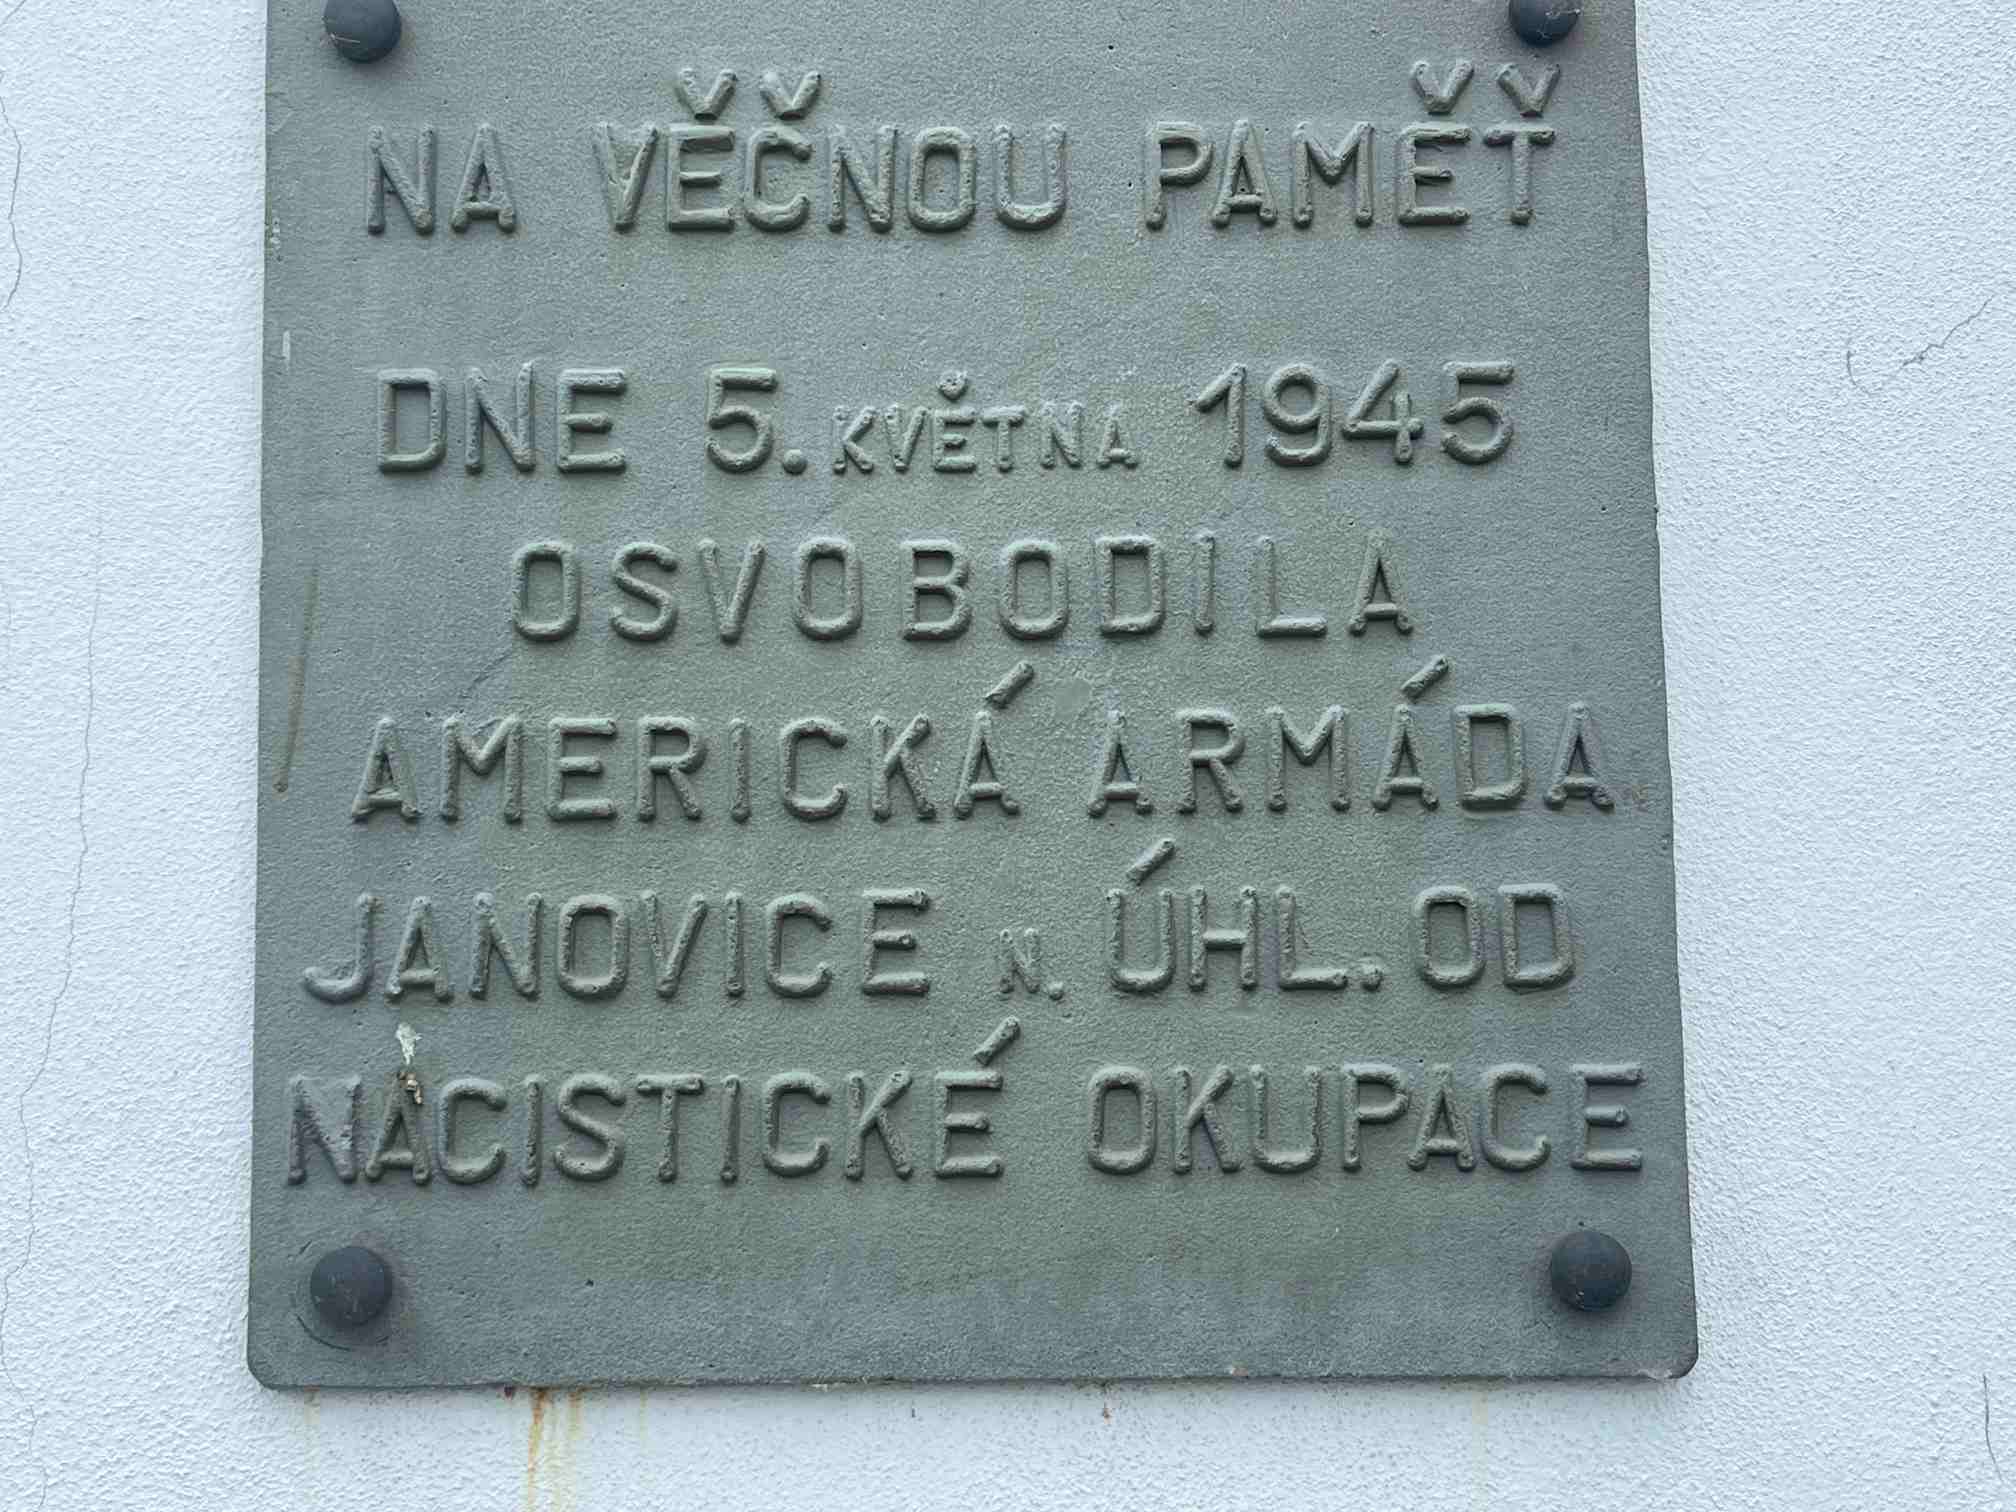 NA VĚČNOU PAMĚŤ
DNE 5. KVĚTNA 1945
OSVOBODILA
AMERICKÁ ARMÁDA
JANOVICE N. ÚHL. OD
NACISTICKÉ OKUPACE